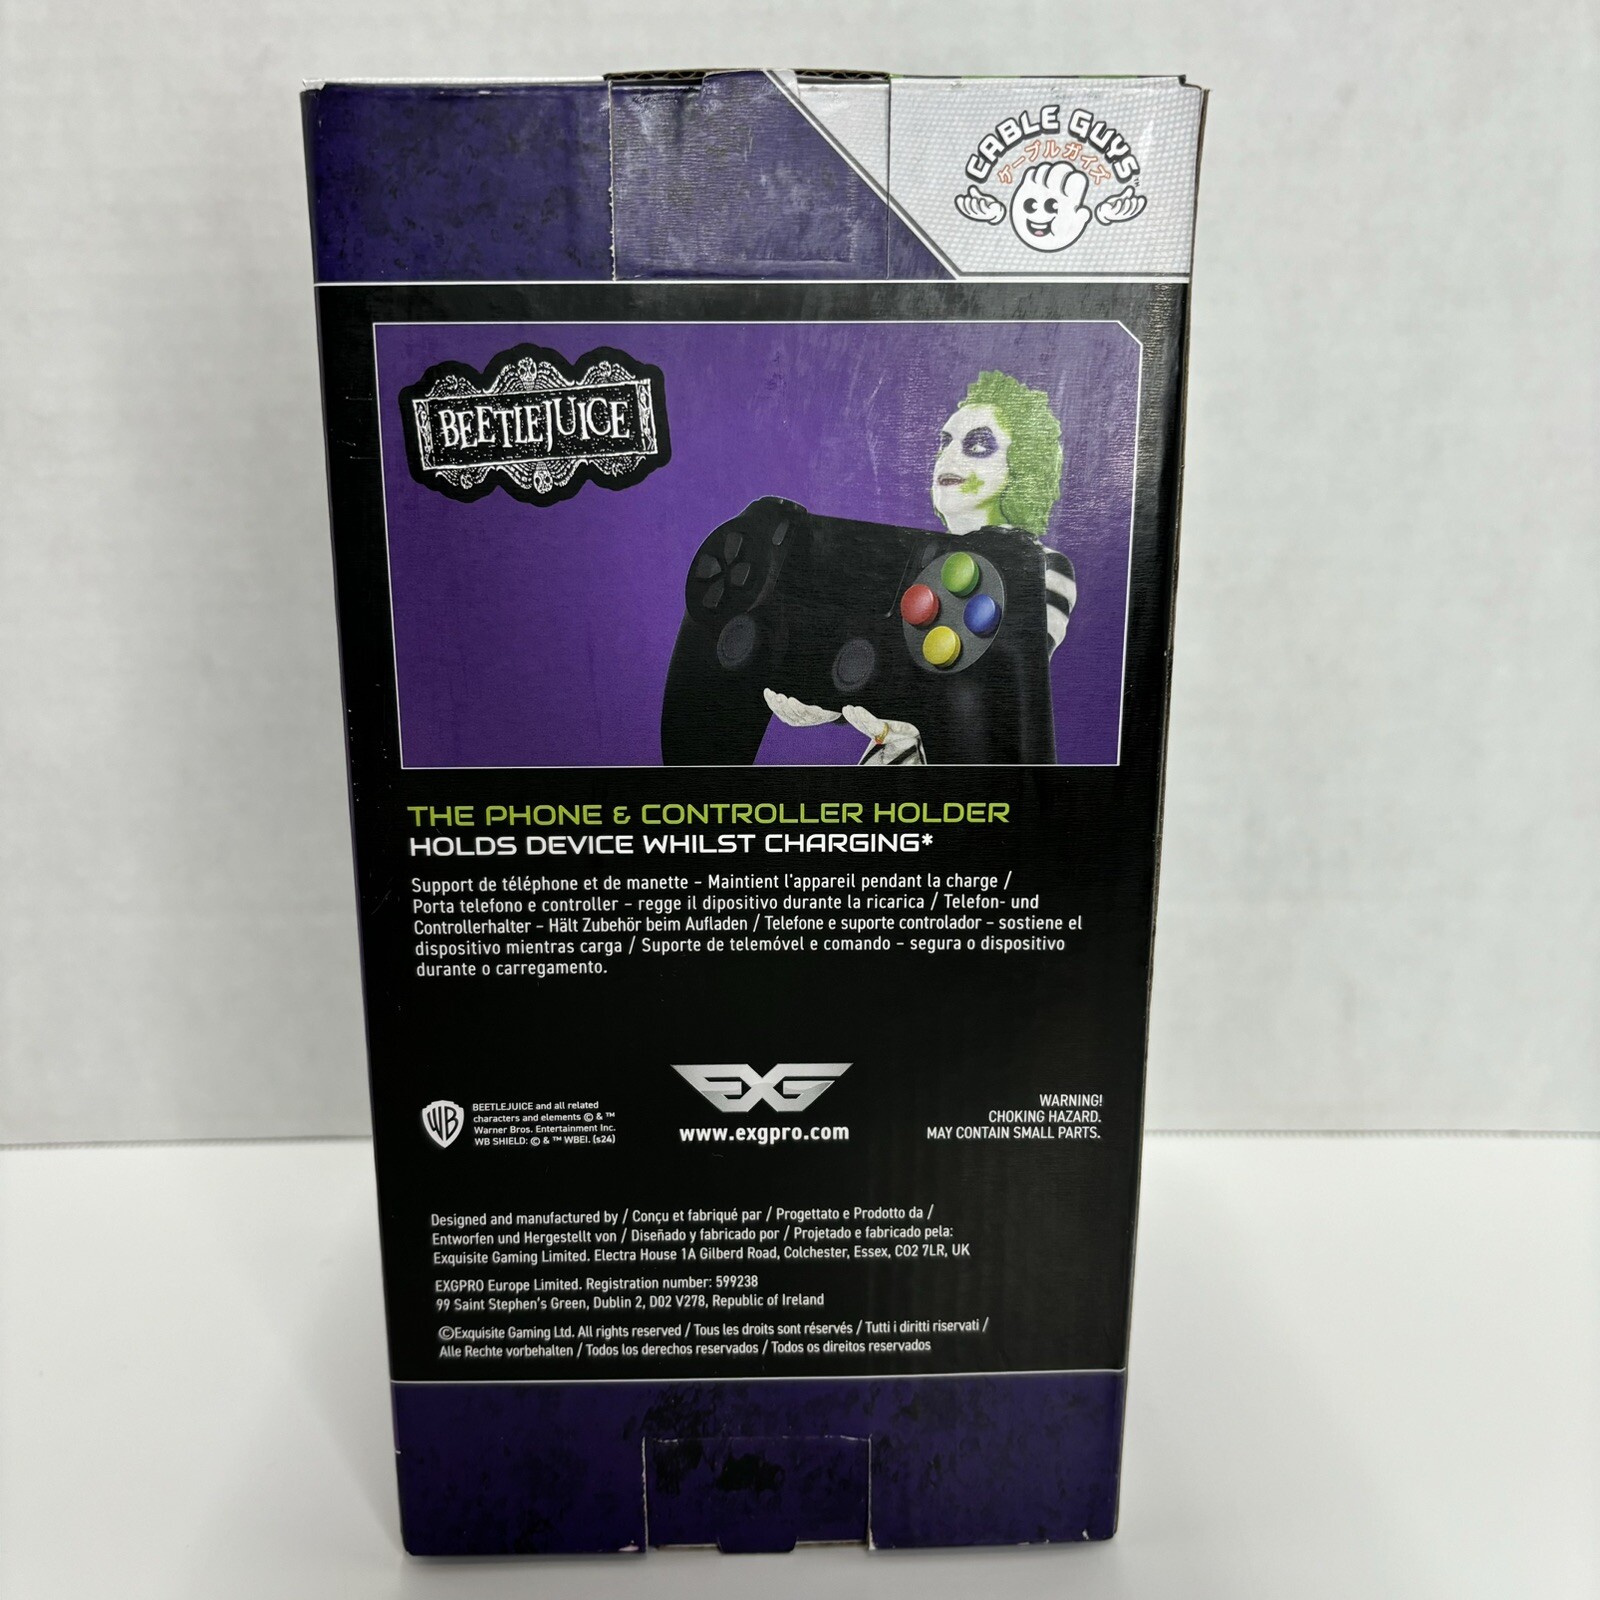 CABLE GUYS™
ケーブルガイズ
BEETLEJUICE
THE PHONE & CONTROLLER HOLDER
HOLDS DEVICE WHILST CHARGING*
Support de téléphone et de manette – Maintient l'appareil pendant la charge /
Porta telefono e controller – regge il dipositivo durante la ricarica / Telefon- und
Controllerhalter – Hält Zubehör beim Aufladen / Telefone e suporte controlador – sostiene el
dispositivo mientras carga / Suporte de telemóvel e comando – segura o dispositivo
durante o carregamento.
WB
BEETLEJUICE and all related
characters and elements © & ™
Warner Bros. Entertainment Inc.
WB SHIELD: © & ™ WBEI. (s24)
EXG
www.exgpro.com
WARNING!
CHOKING HAZARD.
MAY CONTAIN SMALL PARTS.
Designed and manufactured by / Conçu et fabriqué par / Progettato e Prodotto da /
Entworfen und Hergestellt von / Diseñado y fabricado por / Projetado e fabricado pela:
Exquisite Gaming Limited. Electra House 1A Gilberd Road, Colchester, Essex, CO2 7LR, UK
EXGPRO Europe Limited. Registration number: 599238
99 Saint Stephen's Green, Dublin 2, D02 V278, Republic of Ireland
©Exquisite Gaming Ltd. All rights reserved / Tous les droits sont réservés / Tutti i diritti riservati /
Alle Rechte vorbehalten / Todos los derechos reservados / Todos os direitos reservados